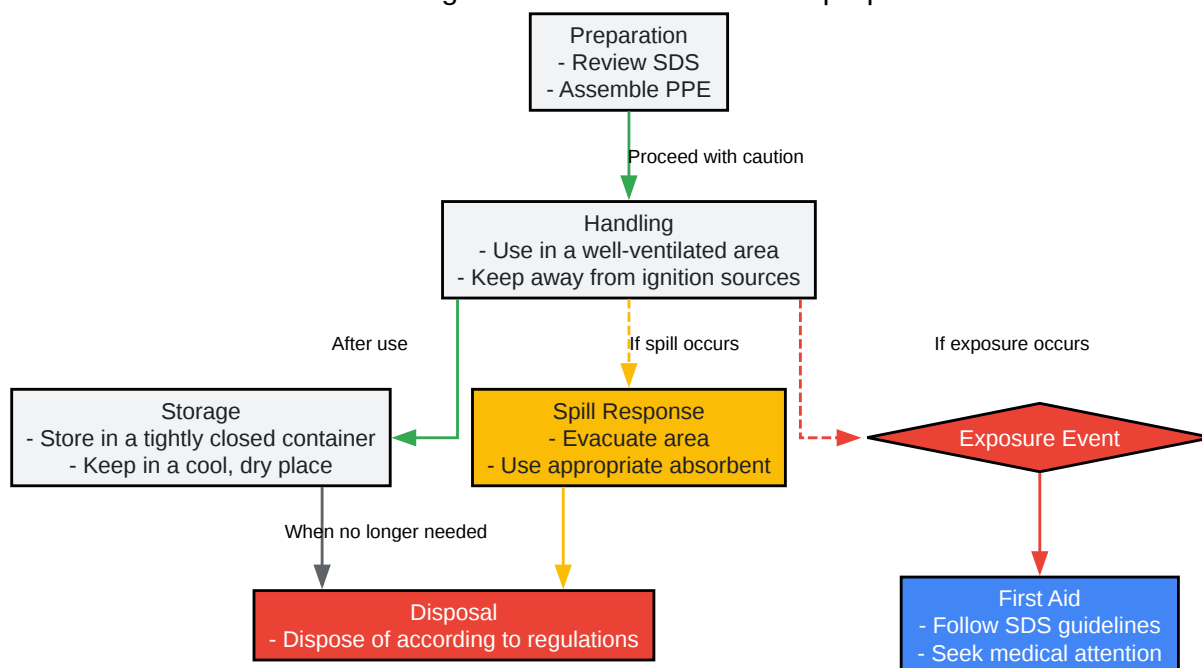 Preparation
- Review SDS
- Assemble PPE
Proceed with caution
Handling
- Use in a well-ventilated area
- Keep away from ignition sources
After use
If spill occurs
If exposure occurs
Storage
- Store in a tightly closed container
- Keep in a cool, dry place
Spill Response
- Evacuate area
- Use appropriate absorbent
Exposure Event
When no longer needed
Disposal
- Dispose of according to regulations
First Aid
- Follow SDS guidelines
- Seek medical attention